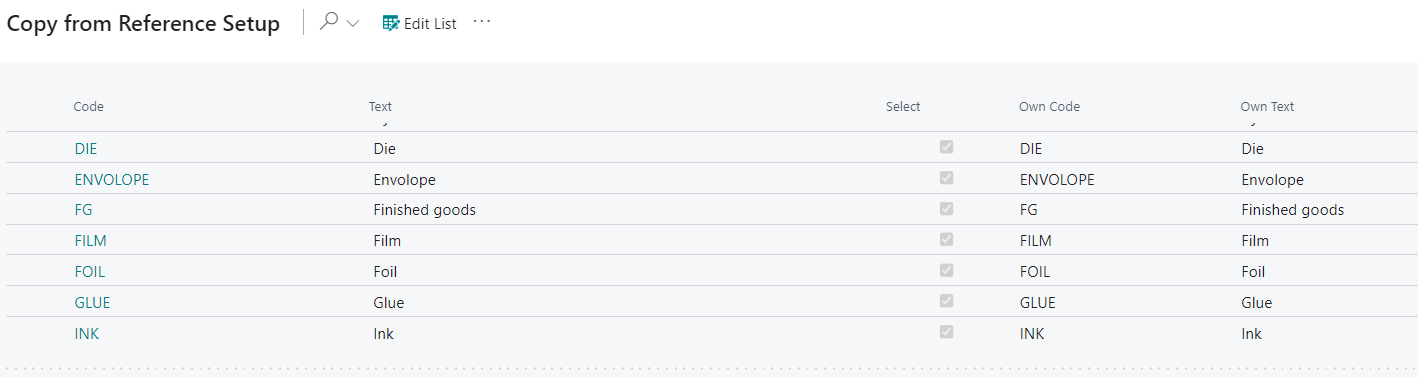 Copy from Reference Setup Edit List ...
Code Text Select Own Code Own Text
DIE Die DIE Die
ENVOLOPE Envolope ENVOLOPE Envolope
FG Finished goods FG Finished goods
FILM Film FILM Film
FOIL Foil FOIL Foil
GLUE Glue GLUE Glue
INK Ink INK Ink